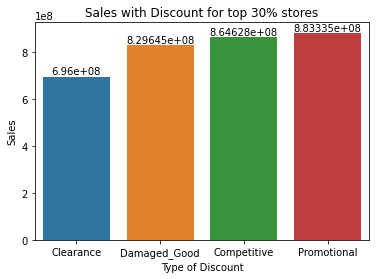 Sales with Discount for top 30% stores
1e8
6.96e+08
8.29645e+08
8.64628e+08
8.83335e+08
8
6
4
2
0
Sales
Clearance
Damaged_Good
Competitive
Promotional
Type of Discount